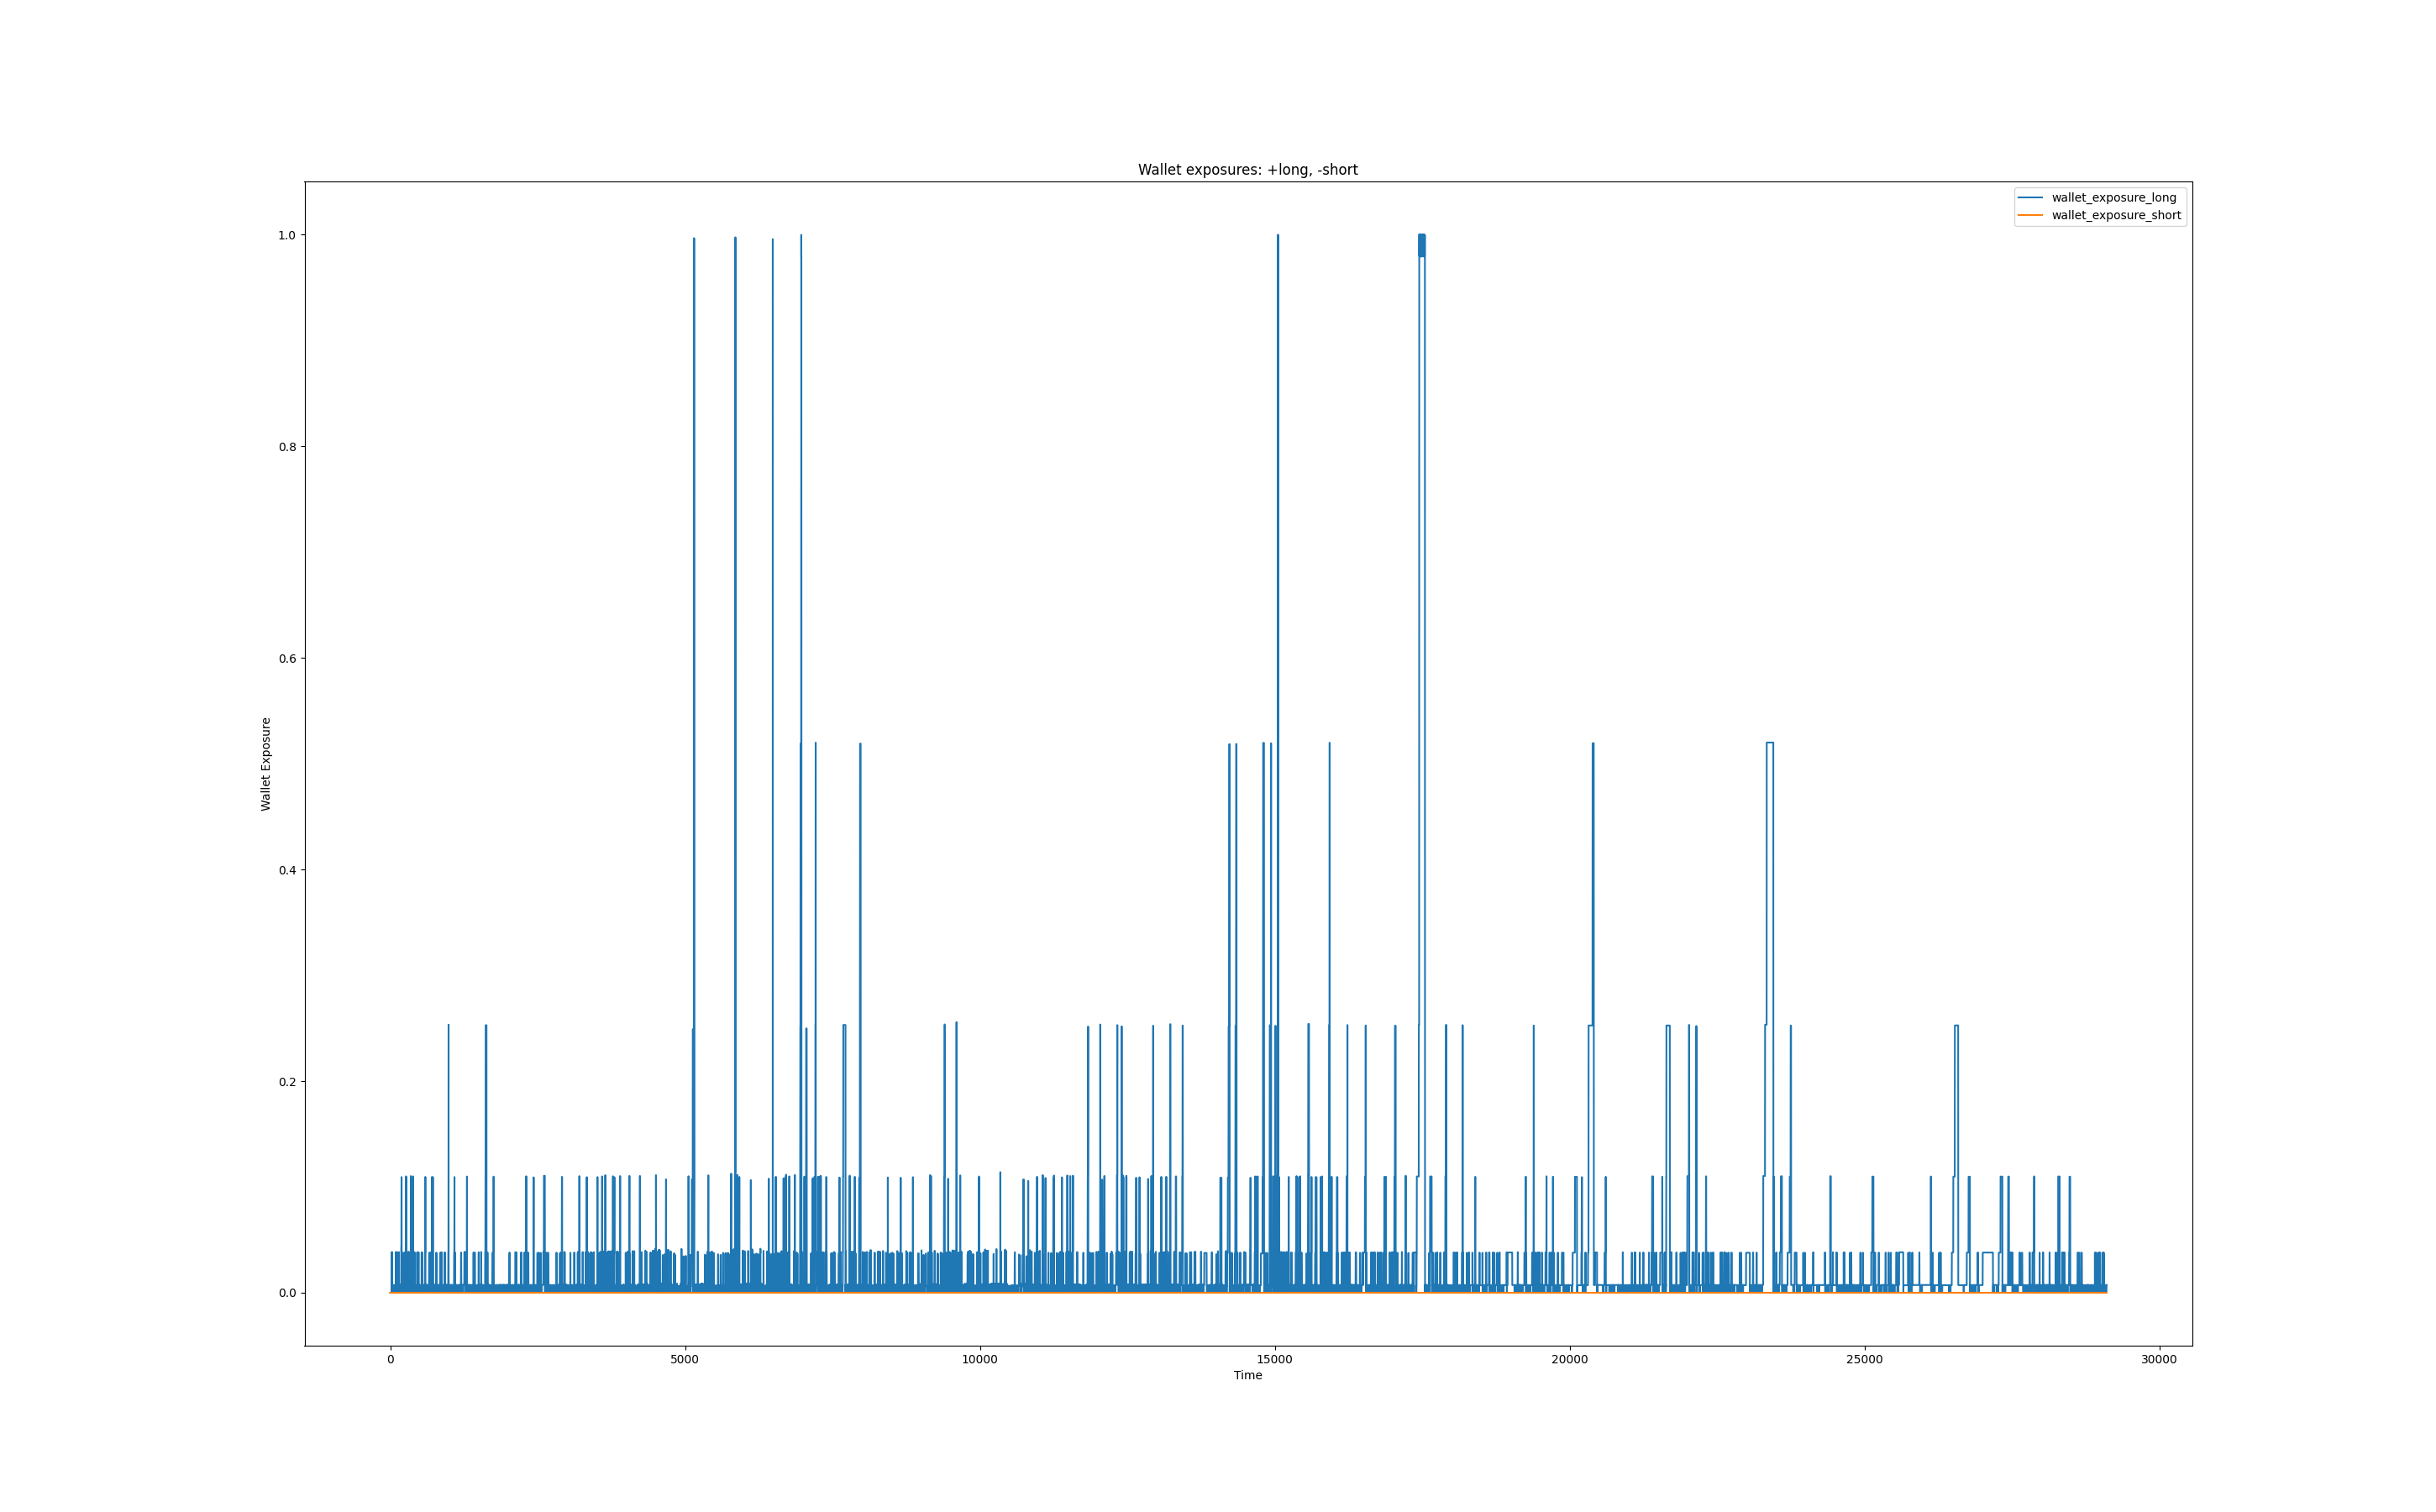 Wallet exposures: +long, -short
wallet_exposure_long
wallet_exposure_short
1.0
0.8
0.6
0.4
0.2
0.0
Wallet Exposure
0 5000 10000 15000 20000 25000 30000
Time